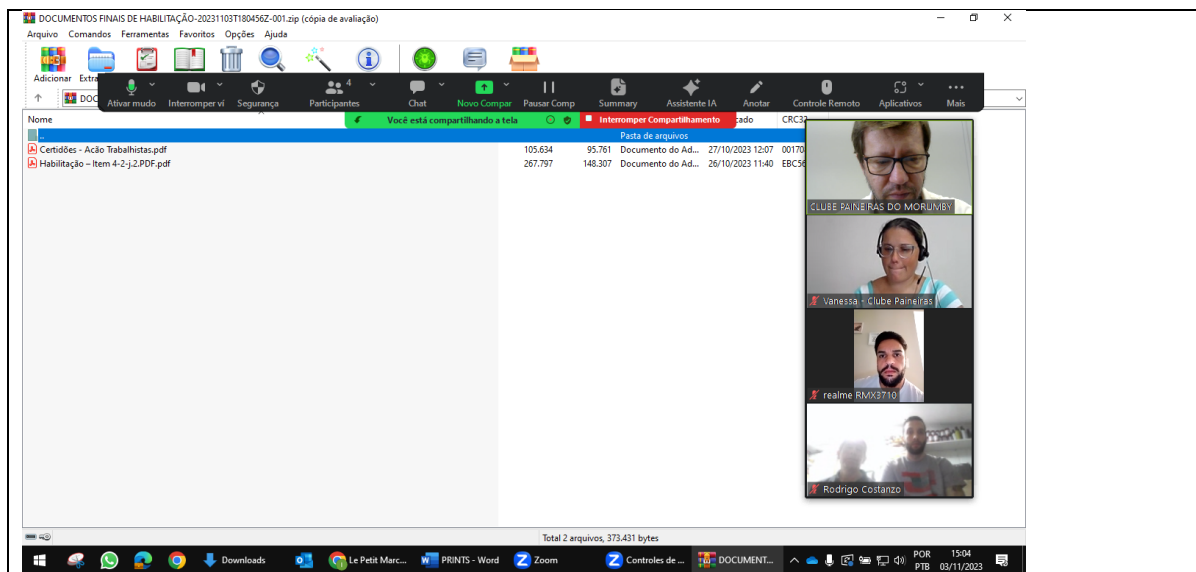 DOCUMENTOS FINAIS DE HABILITAÇÃO-20231103T180456Z-001.zip (cópia de avaliação)
Arquivo Comandos Ferramentas Favoritos Opções Ajuda
Adicionar Extra
DOC
Ativar mudo Interromper ví Segurança Participantes 4 Chat Novo Compar Pausar Comp Summary Assistente IA Anotar Controle Remoto Aplicativos Mais
Você está compartilhando a tela Interromper Compartilhamento
Nome cado CRC32
.. Pasta de arquivos
Certidões - Acão Trabalhistas.pdf 105.634 95.761 Documento do Ad... 27/10/2023 12:07 00170
Habilitação – Item 4-2-j.2.PDF.pdf 267.797 148.307 Documento do Ad... 26/10/2023 11:40 EBC56
CLUBE PAINEIRAS DO MORUMBY
Vanessa - Clube Paineiras
realme RMX3710
Rodrigo Costanzo
Total 2 arquivos, 373.431 bytes
Downloads Le Petit Marc... PRINTS - Word Zoom Controles de ... DOCUMENT... POR 15:04
PTB 03/11/2023